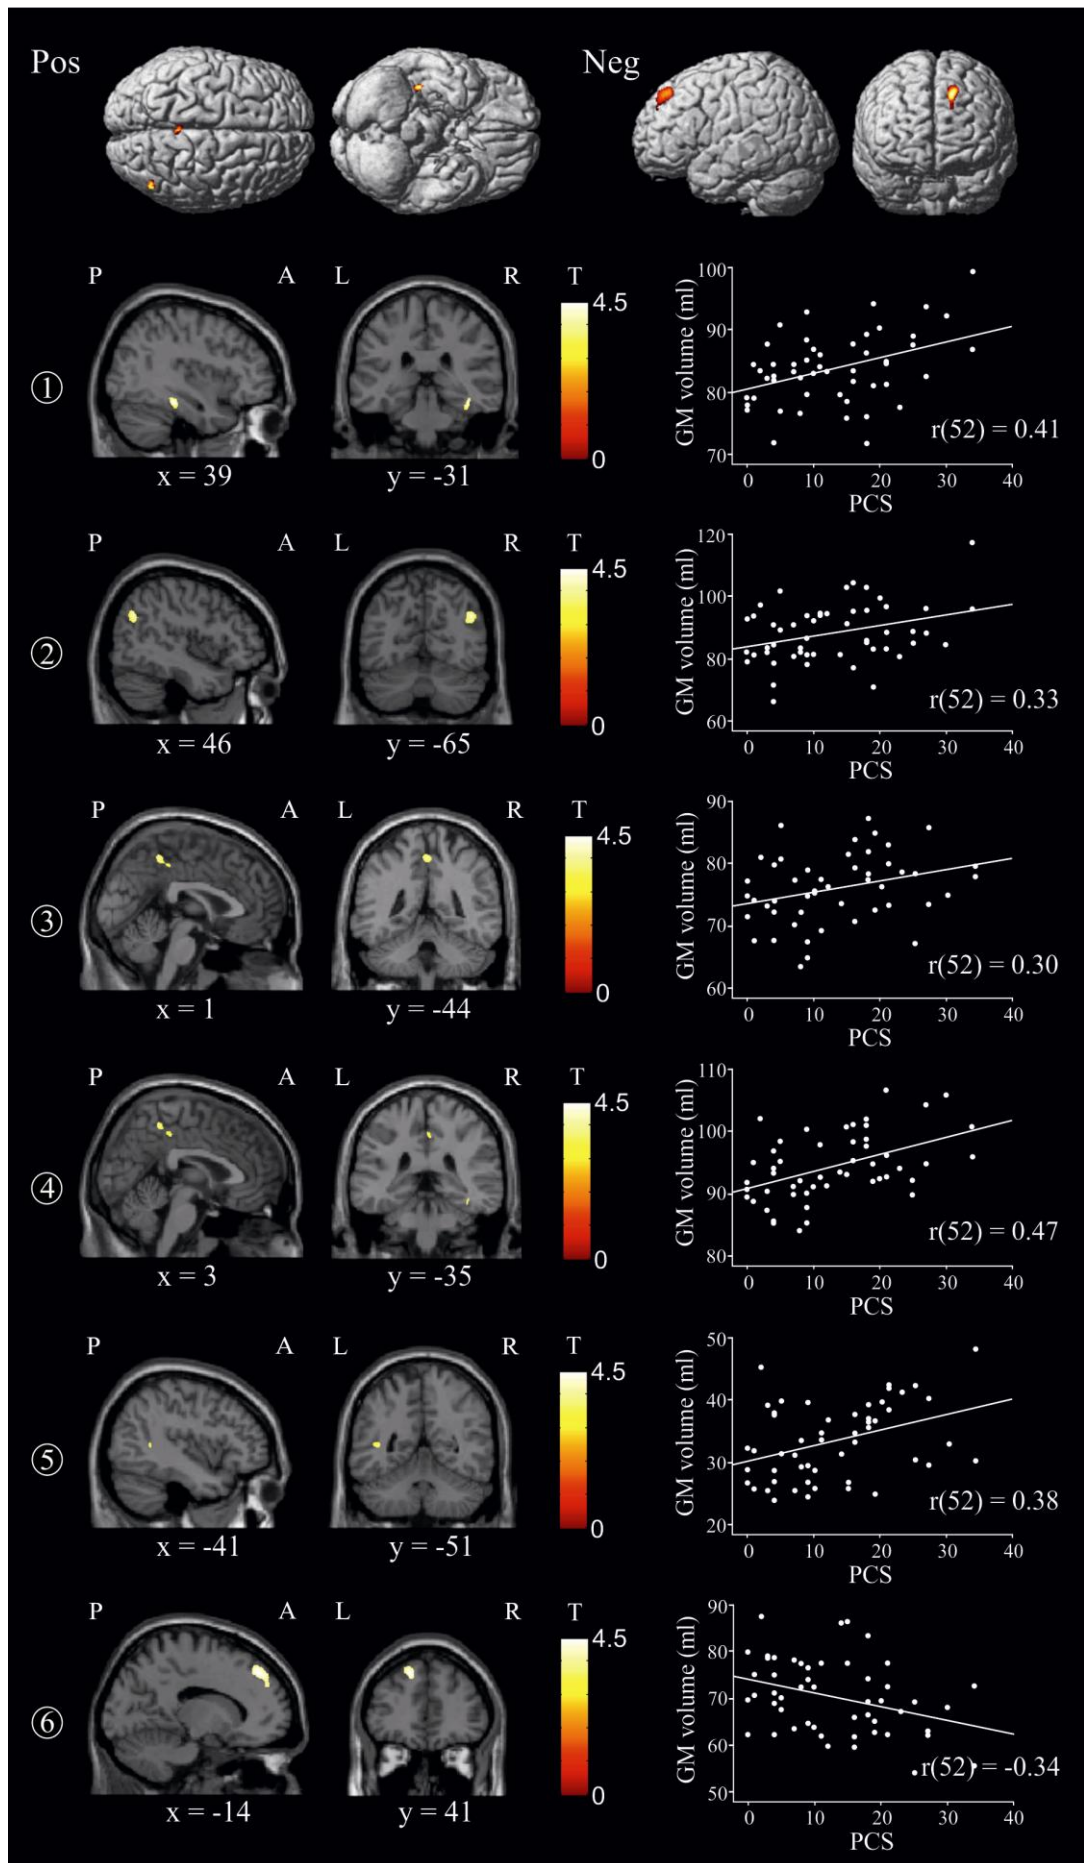 Pos
Neg
P A L R T
4.5
0
①
x = 39
y = -31
GM volume (ml)
100
90
80
70
r(52) = 0.41
0 10 20 30 40
PCS
P A L R T
4.5
0
②
x = 46
y = -65
GM volume (ml)
120
100
80
60
r(52) = 0.33
0 10 20 30 40
PCS
P A L R T
4.5
0
③
x = 1
y = -44
GM volume (ml)
90
80
70
60
r(52) = 0.30
0 10 20 30 40
PCS
P A L R T
4.5
0
④
x = 3
y = -35
GM volume (ml)
110
100
90
80
r(52) = 0.47
0 10 20 30 40
PCS
P A L R T
4.5
0
⑤
x = -41
y = -51
GM volume (ml)
50
40
30
20
r(52) = 0.38
0 10 20 30 40
PCS
P A L R T
4.5
0
⑥
x = -14
y = 41
GM volume (ml)
90
80
70
60
50
r(52) = -0.34
0 10 20 30 40
PCS